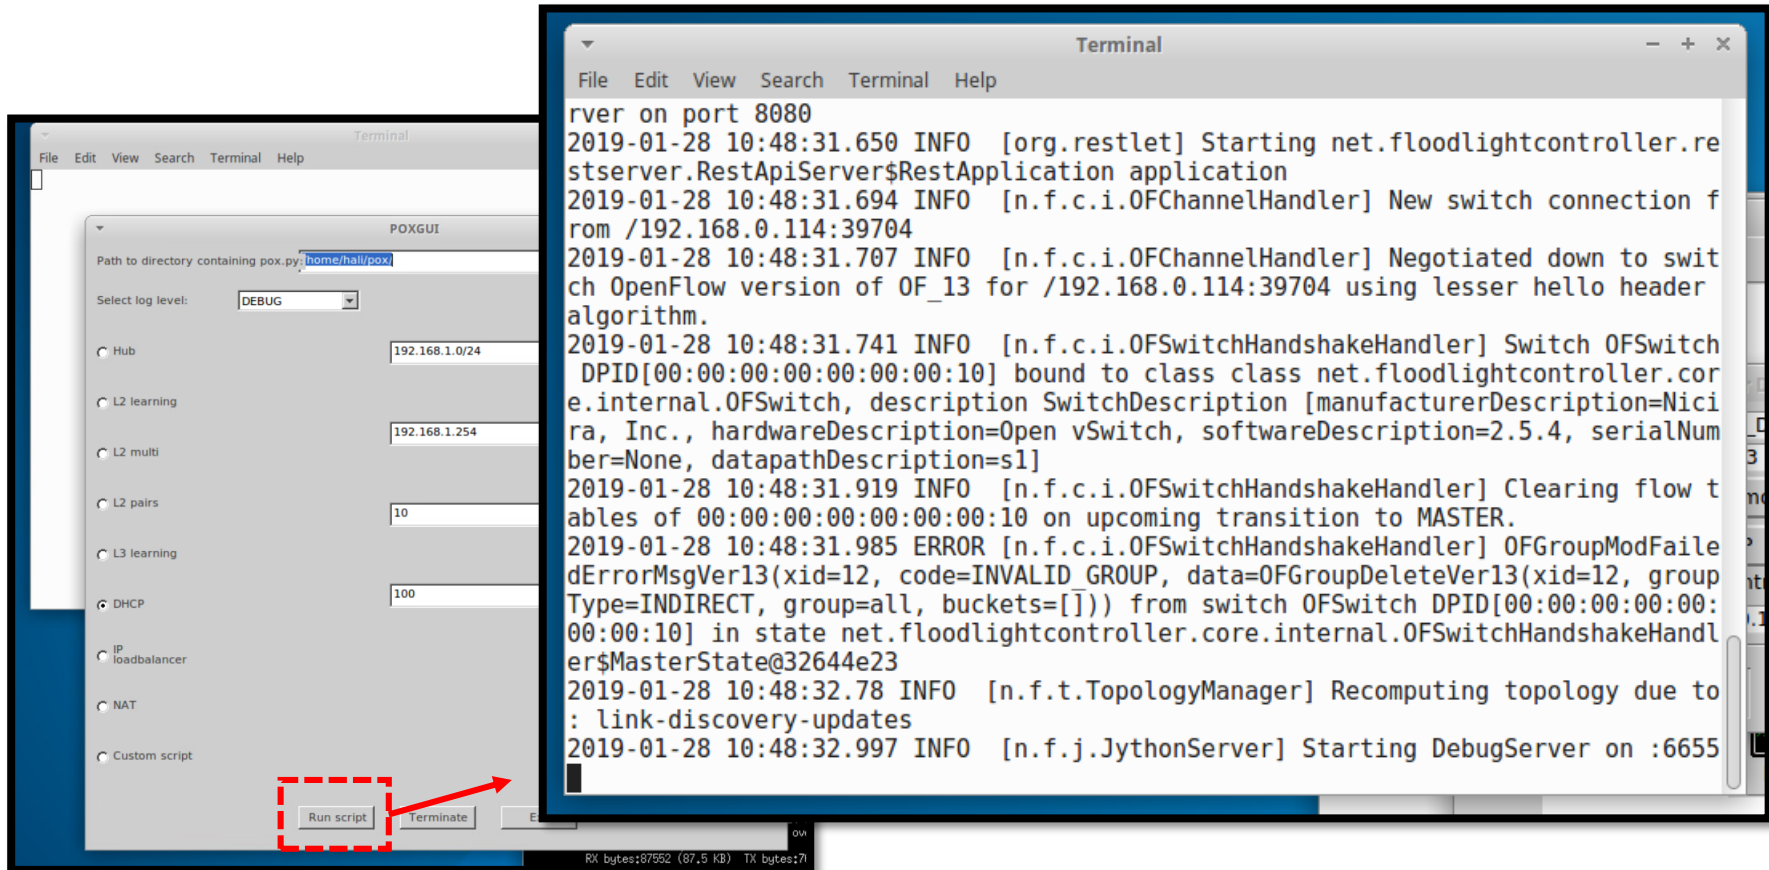 Terminal
File Edit View Search Terminal Help
POXGUI
Path to directory containing pox.py: /home/hali/pox/
Select log level: DEBUG
Hub
192.168.1.0/24
L2 learning
192.168.1.254
L2 multi
L2 pairs
10
L3 learning
100
DHCP
IP
loadbalancer
NAT
Custom script
Run script Terminate
RX bytes:87552 (87.5 KB) TX bytes:7
Terminal
File Edit View Search Terminal Help
rver on port 8080
2019-01-28 10:48:31.650 INFO [org.restlet] Starting net.floodlightcontroller.re
stserver.RestApiServer$RestApplication application
2019-01-28 10:48:31.694 INFO [n.f.c.i.OFChannelHandler] New switch connection f
rom /192.168.0.114:39704
2019-01-28 10:48:31.707 INFO [n.f.c.i.OFChannelHandler] Negotiated down to swit
ch OpenFlow version of OF_13 for /192.168.0.114:39704 using lesser hello header
algorithm.
2019-01-28 10:48:31.741 INFO [n.f.c.i.OFSwitchHandshakeHandler] Switch OFSwitch
DPID[00:00:00:00:00:00:00:10] bound to class class net.floodlightcontroller.cor
e.internal.OFSwitch, description SwitchDescription [manufacturerDescription=Nici
ra, Inc., hardwareDescription=Open vSwitch, softwareDescription=2.5.4, serialNum
ber=None, datapathDescription=s1]
2019-01-28 10:48:31.919 INFO [n.f.c.i.OFSwitchHandshakeHandler] Clearing flow t
ables of 00:00:00:00:00:00:00:10 on upcoming transition to MASTER.
2019-01-28 10:48:31.985 ERROR [n.f.c.i.OFSwitchHandshakeHandler] OFGroupModFaile
dErrorMsgVer13(xid=12, code=INVALID_GROUP, data=OFGroupDeleteVer13(xid=12, group
Type=INDIRECT, group=all, buckets=[])) from switch OFSwitch DPID[00:00:00:00:00:
00:00:10] in state net.floodlightcontroller.core.internal.OFSwitchHandshakeHandl
er$MasterState@32644e23
2019-01-28 10:48:32.78 INFO [n.f.t.TopologyManager] Recomputing topology due to
: link-discovery-updates
2019-01-28 10:48:32.997 INFO [n.f.j.JythonServer] Starting DebugServer on :6655